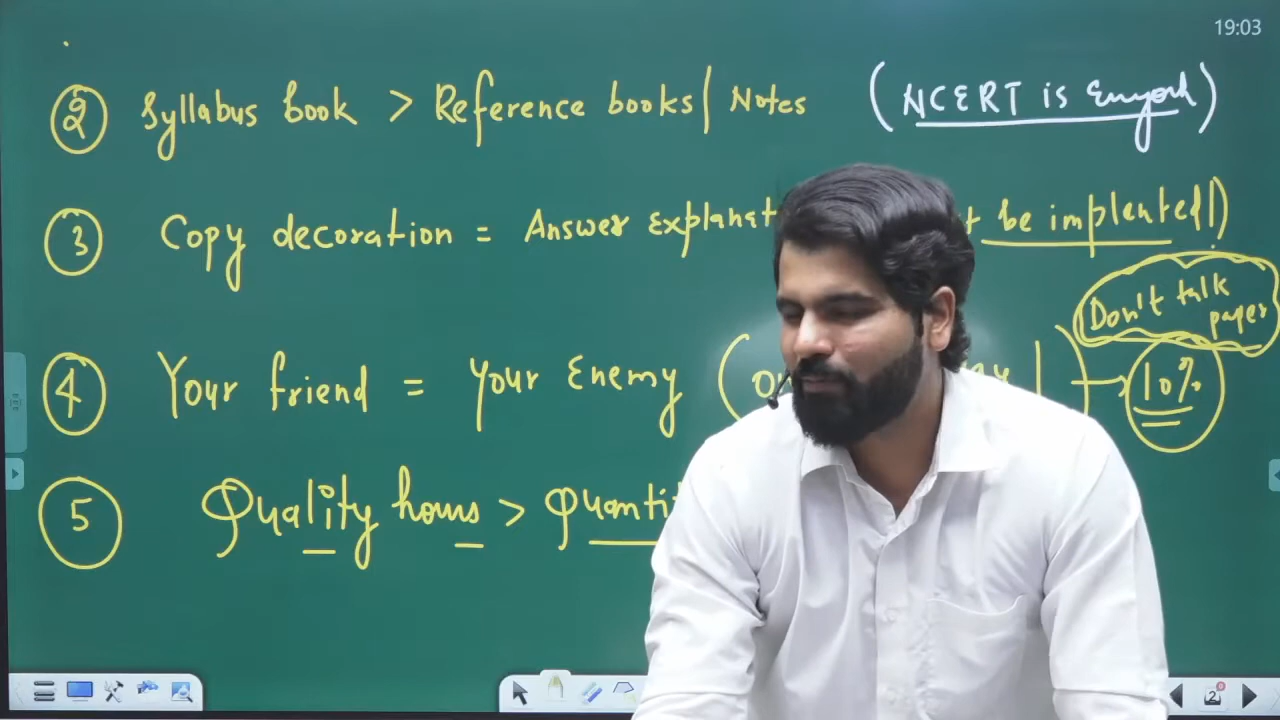 19:03
② Syllabus book > Reference books/ Notes (NCERT is Enough)
③ Copy decoration = Answer Explanat be implented!)
Don't talk paper
④ Your friend = Your Enemy ( 10%
⑤ Quality hours > Quanti
2